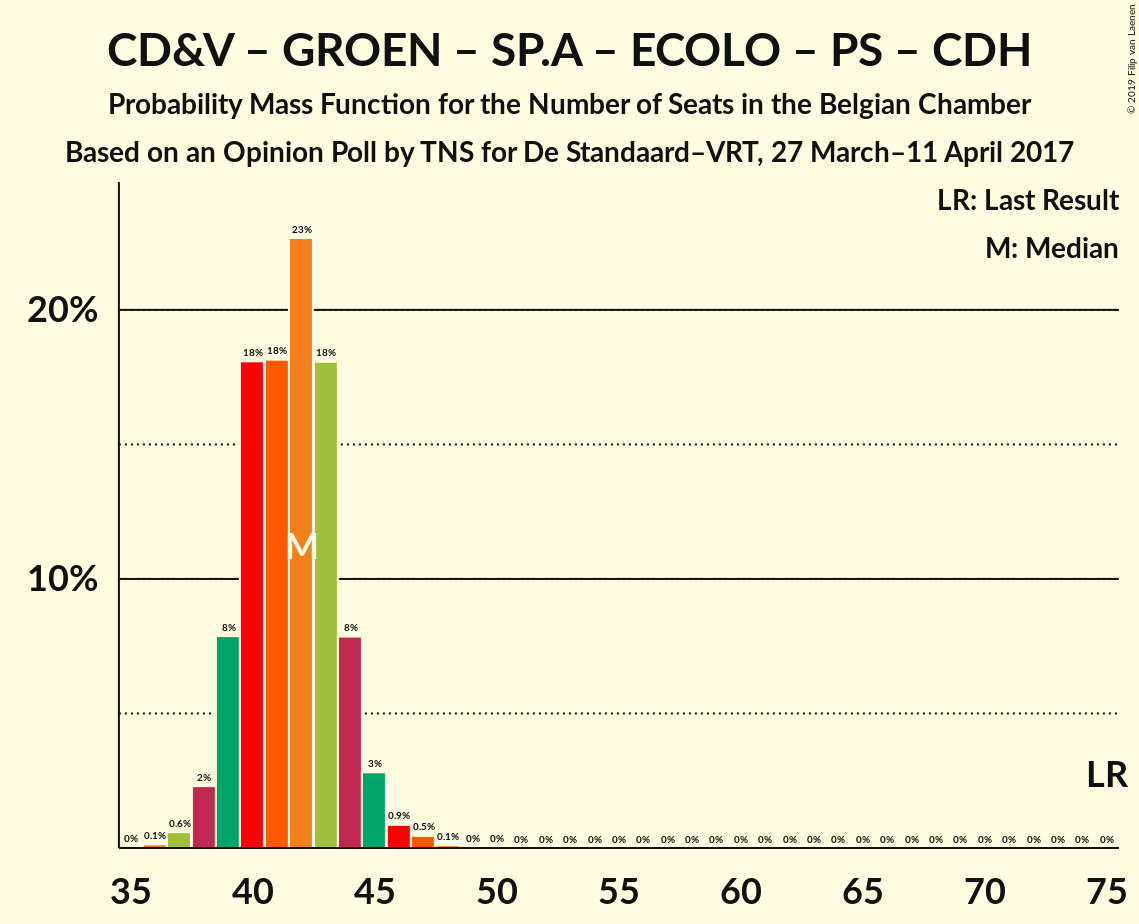 CD&V – GROEN – SP.A – ECOLO – PS – CDH
Probability Mass Function for the Number of Seats in the Belgian Chamber
Based on an Opinion Poll by TNS for De Standaard–VRT, 27 March–11 April 2017
© 2019 Filip van Laenen
LR: Last Result
M: Median
20%
10%
0% 0.1% 0.6% 2% 8% 18% 18% 23% 18% 8% 3% 0.9% 0.5% 0.1% 0% 0% 0% 0% 0% 0% 0% 0% 0% 0% 0% 0% 0% 0% 0% 0% 0% 0% 0% 0% 0% 0% 0% 0% 0% 0% 0%
M
LR
35 40 45 50 55 60 65 70 75